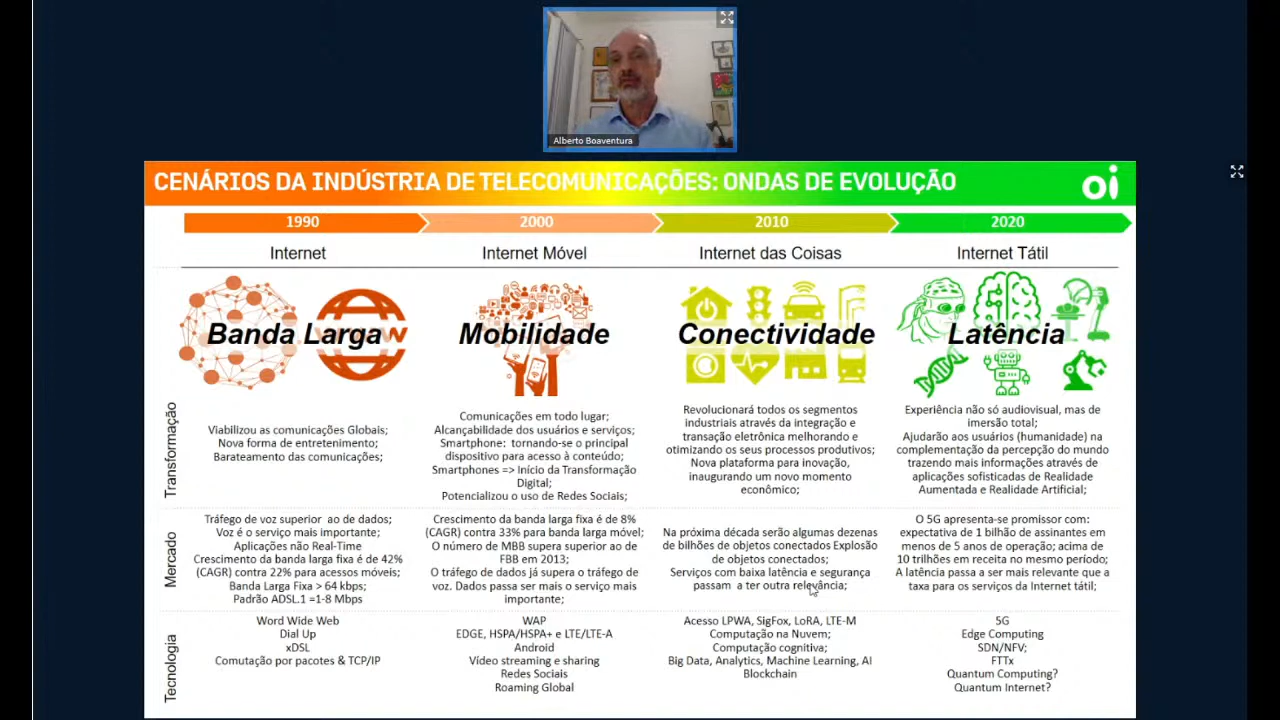 Alberto Boaventura
CENÁRIOS DA INDÚSTRIA DE TELECOMUNICAÇÕES: ONDAS DE EVOLUÇÃO
oi
1990
2000
2010
2020
Internet
Internet Móvel
Internet das Coisas
Internet Tátil
Banda Larga
Mobilidade
Conectividade
Latência
Transformação
Viabilizou as comunicações Globais;
Nova forma de entretenimento;
Barateamento das comunicações;
Comunicações em todo lugar;
Alcançabilidade dos usuários e serviços;
Smartphone: tornando-se o principal
dispositivo para acesso à conteúdo;
Smartphones => Início da Transformação
Digital;
Potencializou o uso de Redes Sociais;
Revolucionará todos os segmentos
industriais através da integração e
transação eletrônica melhorando e
otimizando os seus processos produtivos;
Nova plataforma para inovação,
inaugurando um novo momento
econômico;
Experiência não só audiovisual, mas de
imersão total;
Ajudarão aos usuários (humanidade) na
complementação da percepção do mundo
trazendo mais informações através de
aplicações sofisticadas de Realidade
Aumentada e Realidade Artificial;
Mercado
Tráfego de voz superior ao de dados;
Voz é o serviço mais importante;
Aplicações não Real-Time
Crescimento da banda larga fixa é de 42%
(CAGR) contra 22% para acessos móveis;
Banda Larga Fixa > 64 kbps;
Padrão ADSL.1 =1-8 Mbps
Crescimento da banda larga fixa é de 8%
(CAGR) contra 33% para banda larga móvel;
O número de MBB supera superior ao de
FBB em 2013;
O tráfego de dados já supera o tráfego de
voz. Dados passa ser mais o serviço mais
importante;
Na próxima década serão algumas dezenas
de bilhões de objetos conectados Explosão
de objetos conectados;
Serviços com baixa latência e segurança
passam a ter outra relevância;
O 5G apresenta-se promissor com:
expectativa de 1 bilhão de assinantes em
menos de 5 anos de operação; acima de
10 trilhões em receita no mesmo período;
A latência passa a ser mais relevante que a
taxa para os serviços da Internet tátil;
Tecnologia
Word Wide Web
Dial Up
xDSL
Comutação por pacotes & TCP/IP
WAP
EDGE, HSPA/HSPA+ e LTE/LTE-A
Android
Vídeo streaming e sharing
Redes Sociais
Roaming Global
Acesso LPWA, SigFox, LoRA, LTE-M
Computação na Nuvem;
Computação cognitiva;
Big Data, Analytics, Machine Learning, AI
Blockchain
5G
Edge Computing
SDN/NFV;
FTTx
Quantum Computing?
Quantum Internet?